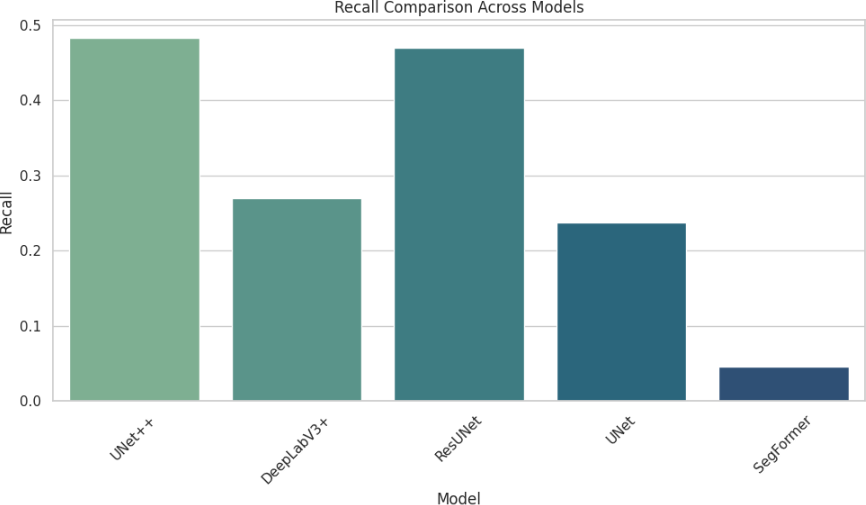 Recall Comparison Across Models
Recall
0.5
0.4
0.3
0.2
0.1
0.0
UNet++
DeepLabV3+
ResUNet
UNet
SegFormer
Model